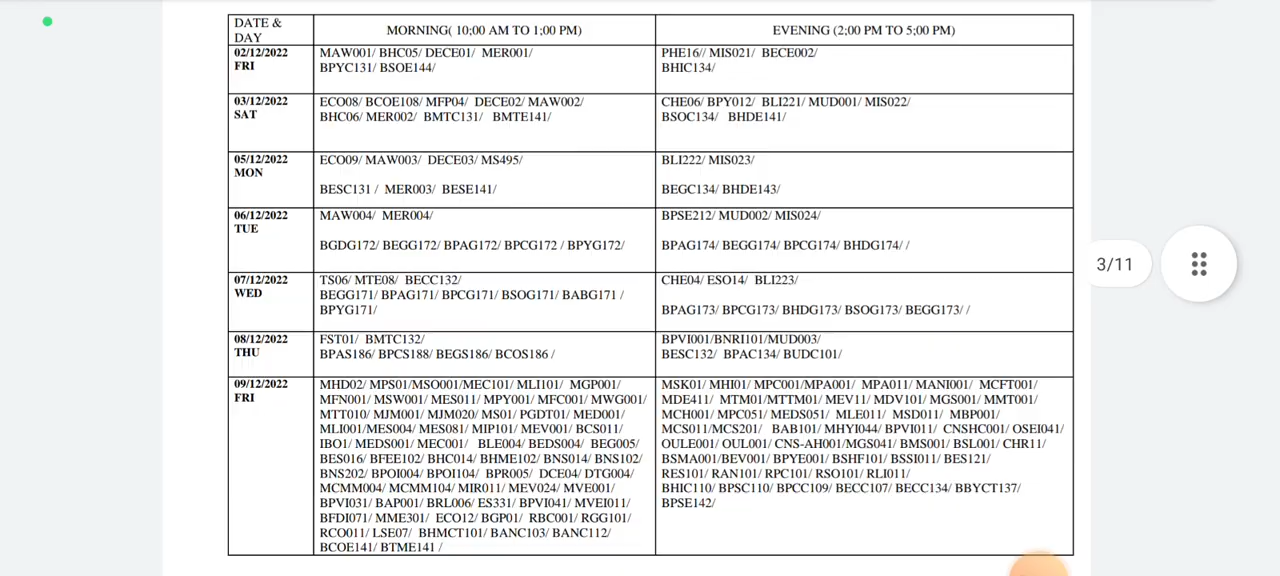 DATE & DAY
MORNING( 10;00 AM TO 1;00 PM)
EVENING (2;00 PM TO 5;00 PM)
02/12/2022
FRI
MAW001/ BHC05/ DECE01/ MER001/
BPYC131/ BSOE144/
PHE16// MIS021/ BECE002/
BHIC134/
03/12/2022
SAT
ECO08/ BCOE108/ MFP04/ DECE02/ MAW002/
BHC06/ MER002/ BMTC131/ BMTE141/
CHE06/ BPY012/ BLI221/ MUD001/ MIS022/
BSOC134/ BHDE141/
05/12/2022
MON
ECO09/ MAW003/ DECE03/ MS495/
BESC131 / MER003/ BESE141/
BLI222/ MIS023/
BEGC134/ BHDE143/
06/12/2022
TUE
MAW004/ MER004/
BGDG172/ BEGG172/ BPAG172/ BPCG172 / BPYG172/
BPSE212/ MUD002/ MIS024/
BPAG174/ BEGG174/ BPCG174/ BHDG174/ /
07/12/2022
WED
TS06/ MTE08/ BECC132/
BEGG171/ BPAG171/ BPCG171/ BSOG171/ BABG171 /
BPYG171/
CHE04/ ESO14/ BLI223/
BPAG173/ BPCG173/ BHDG173/ BSOG173/ BEGG173/ /
08/12/2022
THU
FST01/ BMTC132/
BPAS186/ BPCS188/ BEGS186/ BCOS186 /
BPVI001/BNRI101/MUD003/
BESC132/ BPAC134/ BUDC101/
09/12/2022
FRI
MHD02/ MPS01/MSO001/MEC101/ MLI101/ MGP001/
MFN001/ MSW001/ MES011/ MPY001/ MFC001/ MWG001/
MTT010/ MJM001/ MJM020/ MS01/ PGDT01/ MED001/
MLI001/MES004/ MES081/ MIP101/ MEV001/ BCS011/
IBO1/ MEDS001/ MEC001/ BLE004/ BEDS004/ BEG005/
BES016/ BFEE102/ BHC014/ BHME102/ BNS014/ BNS102/
BNS202/ BPOI004/ BPOI104/ BPR005/ DCE04/ DTG004/
MCMM004/ MCMM104/ MIR011/ MEV024/ MVE001/
BPVI031/ BAP001/ BRL006/ ES331/ BPVI041/ MVEI011/
BFDI071/ MME301/ ECO12/ BGP01/ RBC001/ RGG101/
RCO011/ LSE07/ BHMCT101/ BANC103/ BANC112/
BCOE141/ BTME141 /
MSK01/ MHI01/ MPC001/MPA001/ MPA011/ MANI001/ MCFT001/
MDE411/ MTM01/MTTM01/ MEV11/ MDV101/ MGS001/ MMT001/
MCH001/ MPC051/ MEDS051/ MLE011/ MSD011/ MBP001/
MCS011/MCS201/ BAB101/ MHYI044/ BPVI011/ CNSHC001/ OSEI041/
OULE001/ OUL001/ CNS-AH001/MGS041/ BMS001/ BSL001/ CHR11/
BSMA001/BEV001/ BPYE001/ BSHF101/ BSSI011/ BES121/
RES101/ RAN101/ RPC101/ RSO101/ RLI011/
BHIC110/ BPSC110/ BPCC109/ BECC107/ BECC134/ BBYCT137/
BPSE142/
3/11